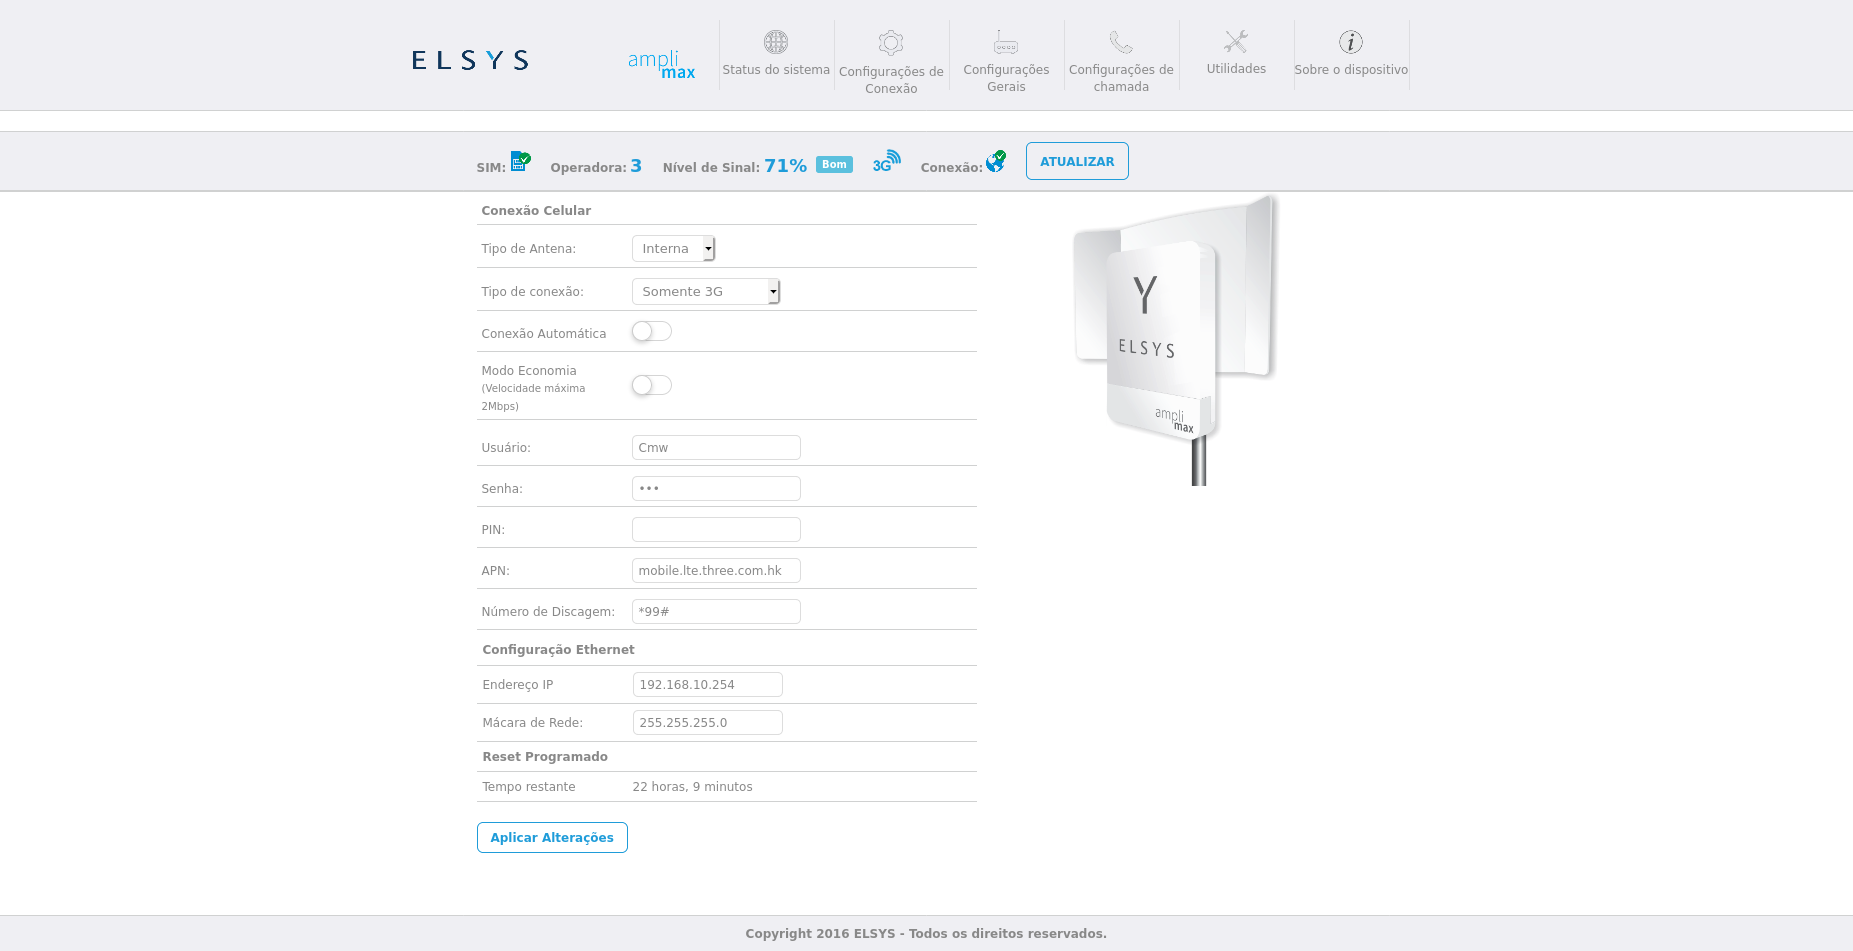 ELSYS
ampli
max
Status do sistema
Configurações de
Conexão
Configurações
Gerais
Configurações de
chamada
Utilidades
Sobre o dispositivo
SIM: Operadora: 3 Nível de Sinal: 71% Bom 3G Conexão: ATUALIZAR
Conexão Celular
Tipo de Antena: Interna
Tipo de conexão: Somente 3G
Conexão Automática
Modo Economia
(Velocidade máxima
2Mbps)
Usuário: Cmw
Senha: •••
PIN:
APN: mobile.lte.three.com.hk
Número de Discagem: *99#
Configuração Ethernet
Endereço IP 192.168.10.254
Mácara de Rede: 255.255.255.0
Reset Programado
Tempo restante 22 horas, 9 minutos
Aplicar Alterações
Y
ELSYS
ampli
max
Copyright 2016 ELSYS - Todos os direitos reservados.